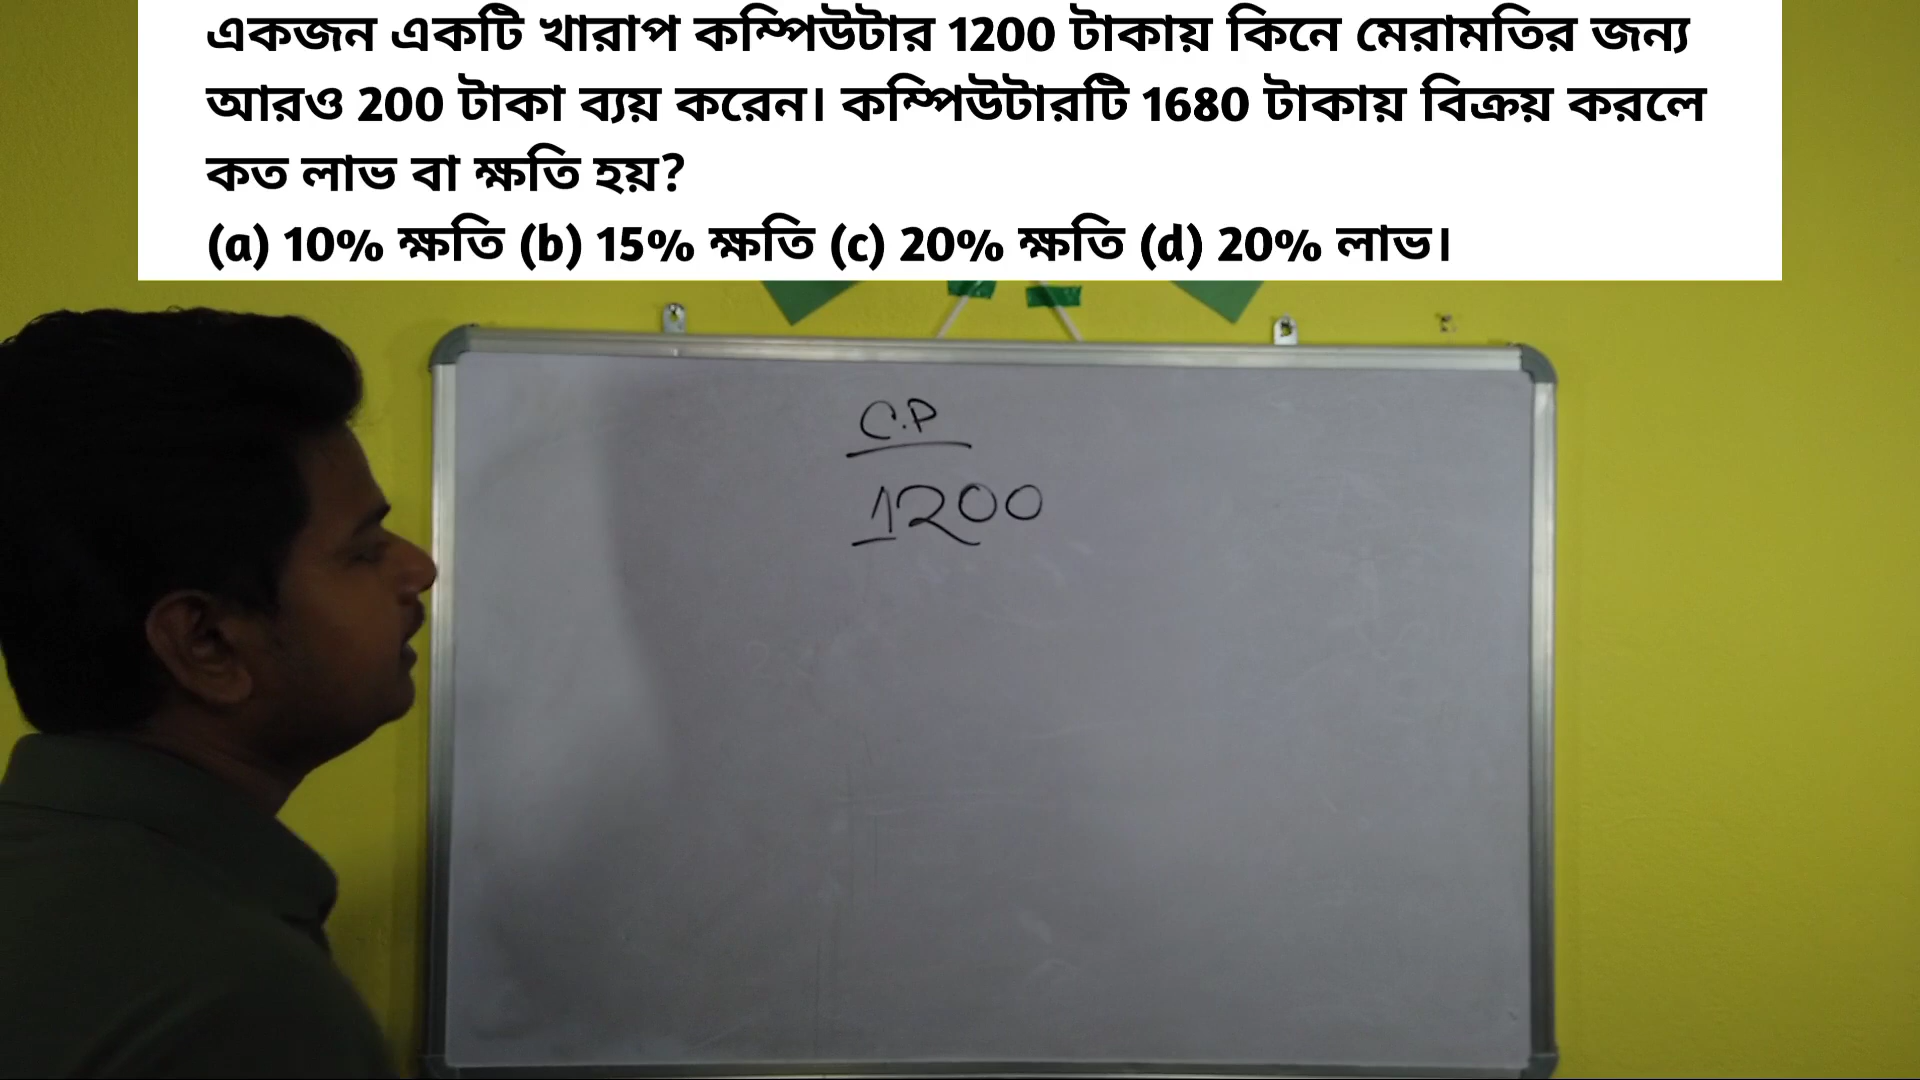 একজন একটি খারাপ কম্পিউটার 1200 টাকায় কিনে মেরামতির জন্য
আরও 200 টাকা ব্যয় করেন। কম্পিউটারটি 1680 টাকায় বিক্রয় করলে
কত লাভ বা ক্ষতি হয়?
(a) 10% ক্ষতি (b) 15% ক্ষতি (c) 20% ক্ষতি (d) 20% লাভ।
C.P
1200